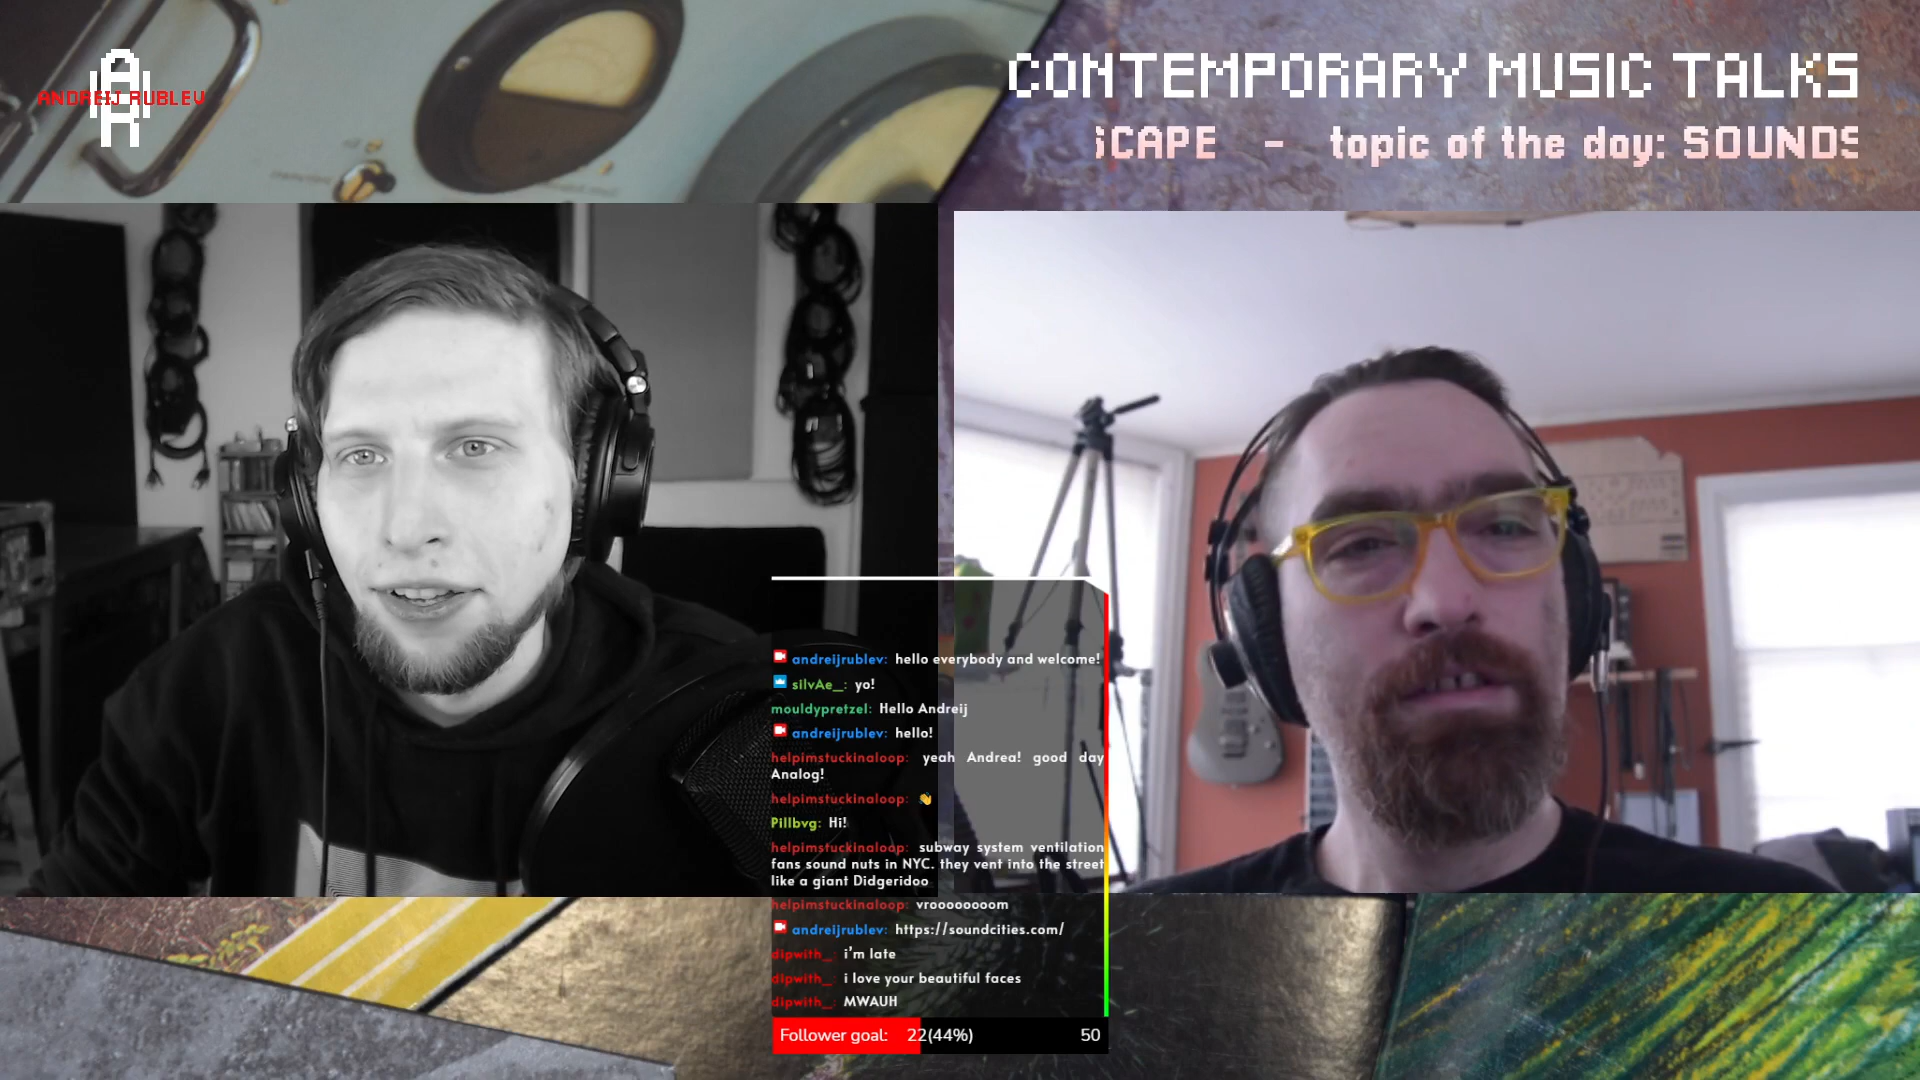 ANDREIJ RUBLEV
CONTEMPORARY MUSIC TALKS
SCAPE - topic of the day: SOUNDS
andreijrublev: hello everybody and welcome!
silvAe_: yo!
mouldypretzel: Hello Andreij
andreijrublev: hello!
helpimstuckinaloop: yeah Andrea! good day
Analog!
helpimstuckinaloop: 👏
Pillbvg: Hi!
helpimstuckinaloop: subway system ventilation
fans sound nuts in NYC. they vent into the street
like a giant Didgeridoo
helpimstuckinaloop: vroooooooom
andreijrublev: https://soundcities.com/
dipwith_: i'm late
dipwith_: i love your beautiful faces
dipwith_: MWAUH
Follower goal: 22(44%) 50